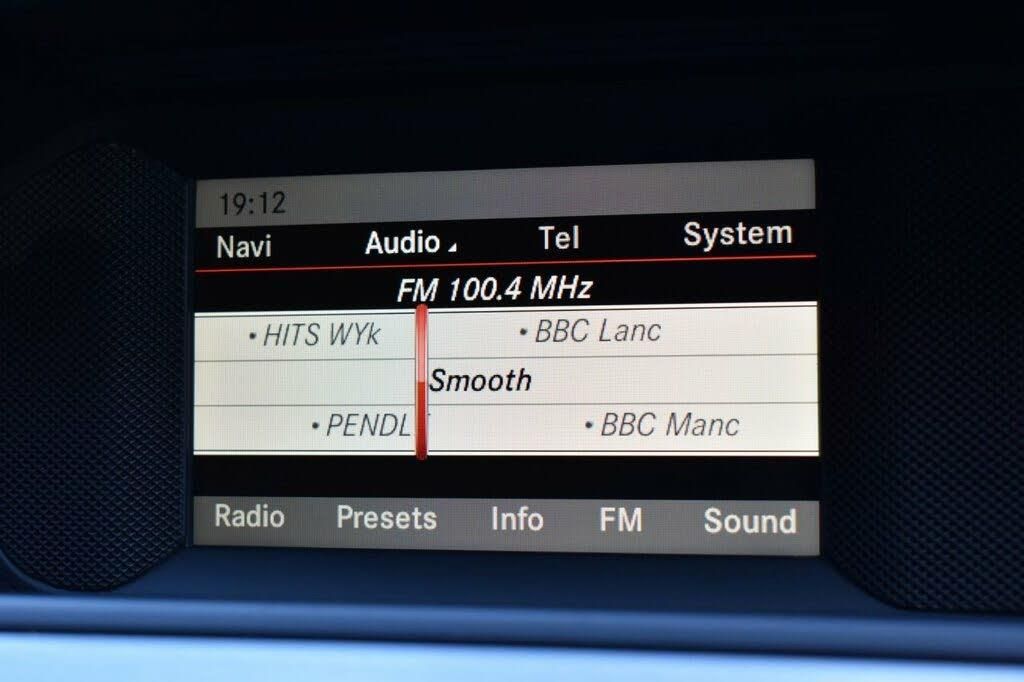 19:12
Navi Audio Tel System
FM 100.4 MHz
• HITS WYk • BBC Lanc
Smooth
• PENDL • BBC Manc
Radio Presets Info FM Sound